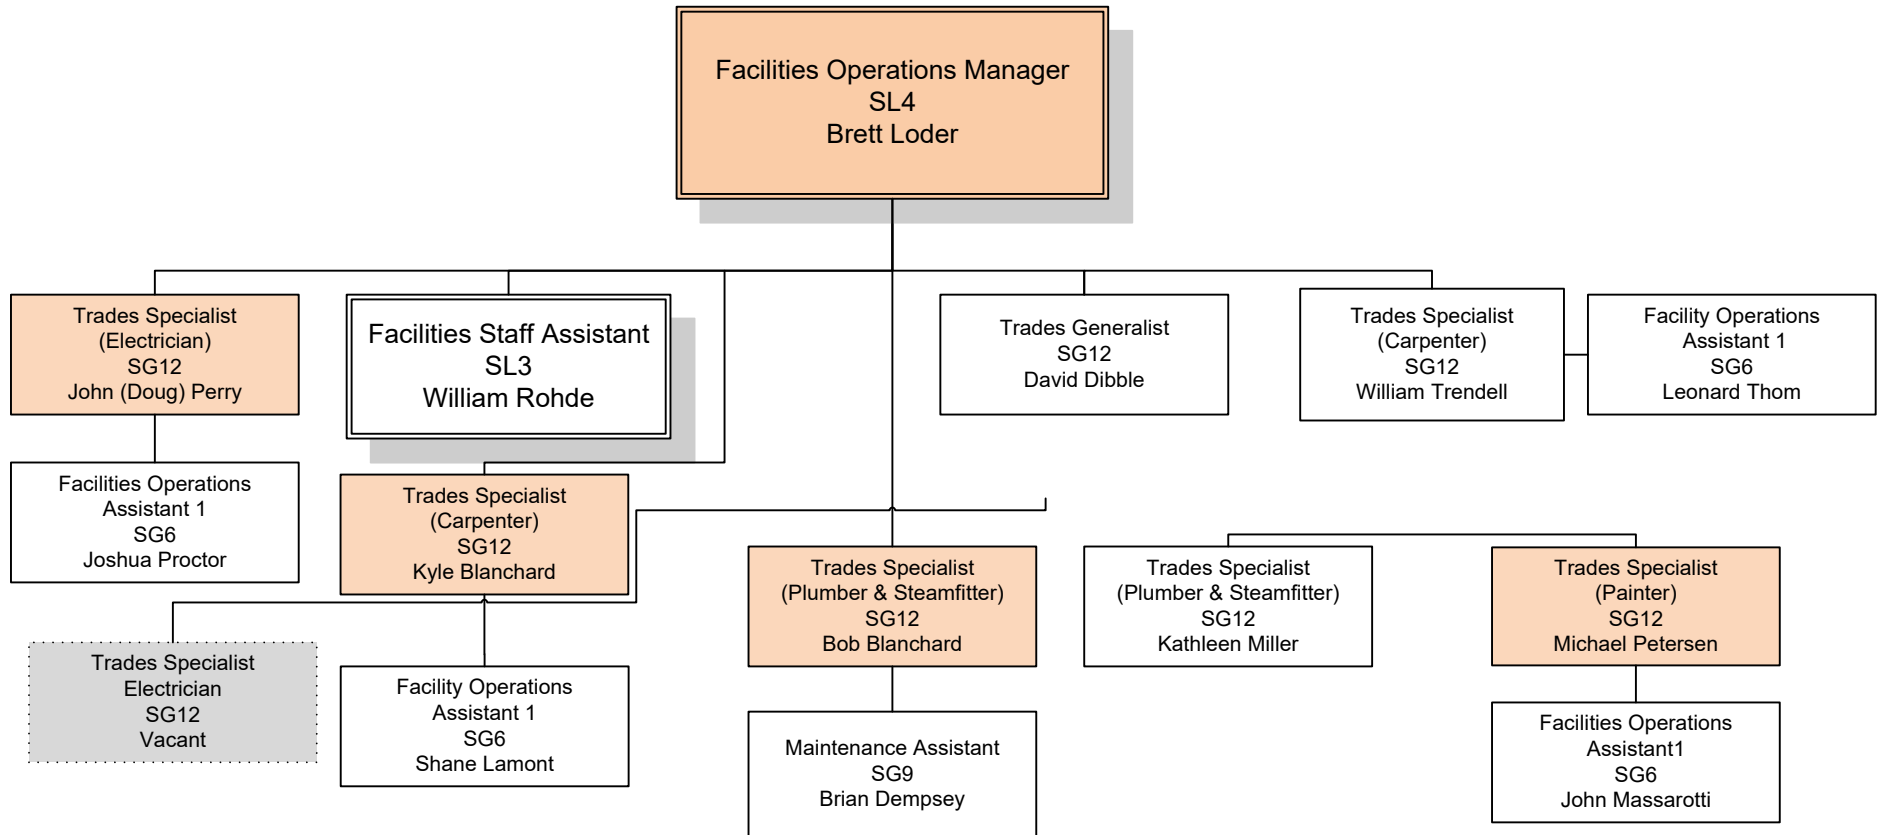 Facilities Operations Manager
SL4
Brett Loder
Trades Specialist
(Electrician)
SG12
John (Doug) Perry
Facilities Staff Assistant
SL3
William Rohde
Trades Generalist
SG12
David Dibble
Trades Specialist
(Carpenter)
SG12
William Trendell
Facility Operations
Assistant 1
SG6
Leonard Thom
Facilities Operations
Assistant 1
SG6
Joshua Proctor
Trades Specialist
(Carpenter)
SG12
Kyle Blanchard
Trades Specialist
(Plumber & Steamfitter)
SG12
Bob Blanchard
Trades Specialist
(Plumber & Steamfitter)
SG12
Kathleen Miller
Trades Specialist
(Painter)
SG12
Michael Petersen
Trades Specialist
Electrician
SG12
Vacant
Facility Operations
Assistant 1
SG6
Shane Lamont
Maintenance Assistant
SG9
Brian Dempsey
Facilities Operations
Assistant1
SG6
John Massarotti